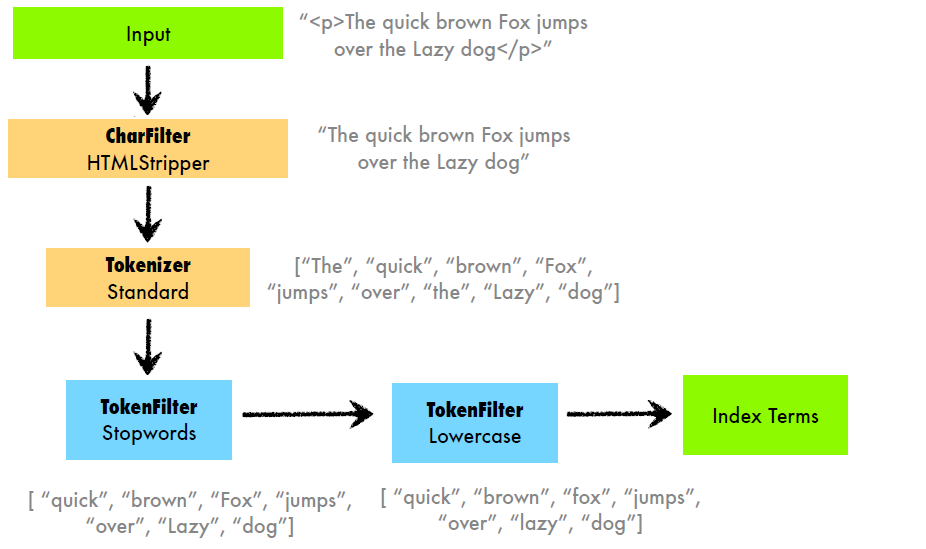 Input
“<p>The quick brown Fox jumps
over the Lazy dog</p>”
CharFilter
HTMLStripper
“The quick brown Fox jumps
over the Lazy dog”
Tokenizer
Standard
[“The”, “quick”, “brown”, “Fox”,
“jumps”, “over”, “the”, “Lazy”, “dog”]
TokenFilter
Stopwords
[ “quick”, “brown”, “Fox”, “jumps”,
“over”, “Lazy”, “dog”]
TokenFilter
Lowercase
[ “quick”, “brown”, “fox”, “jumps”,
“over”, “lazy”, “dog”]
Index Terms